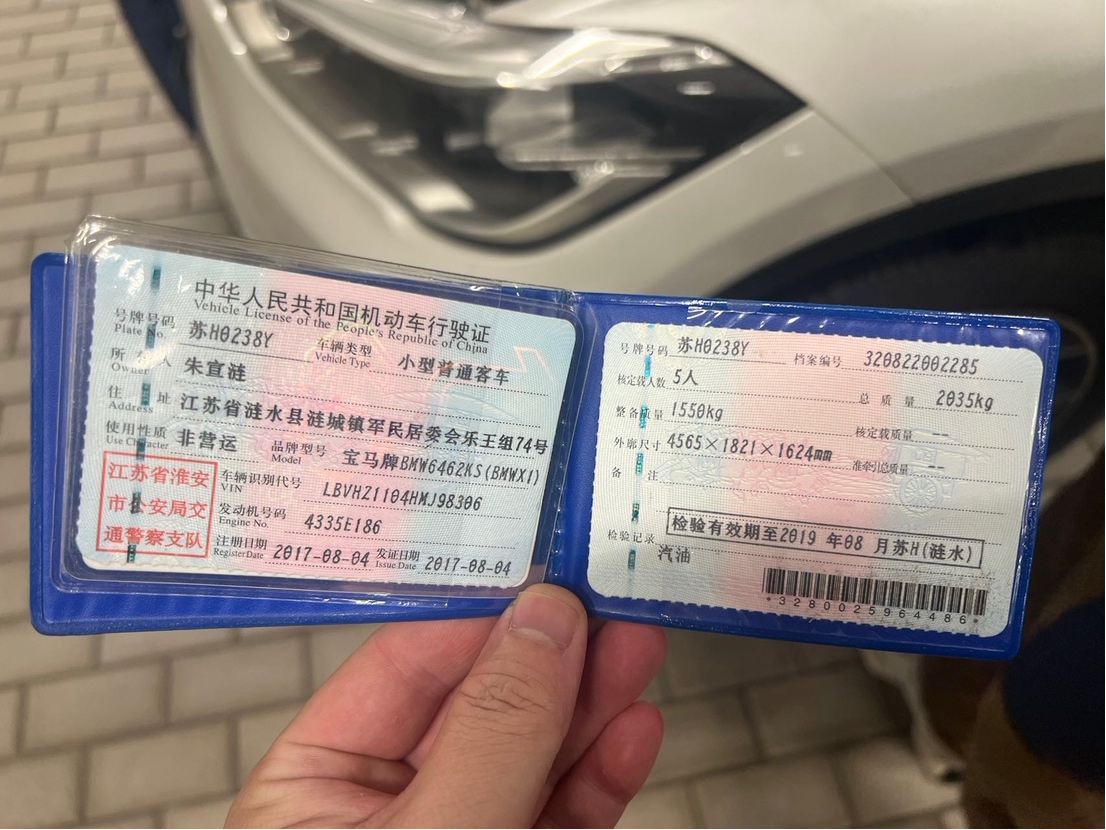 中华人民共和国机动车行驶证
Vehicle License of the People's Republic of China
号牌号码 苏H0238Y 车辆类型 小型普通客车
Plate No. Vehicle Type
所有人 朱宣涟
Owner
住址 江苏省涟水县涟城镇军民居委会乐王组74号
Address
使用性质 非营运 品牌型号 宝马牌BMW6462KS(BMWX1)
Use Character Model
江苏省淮安
市公安局交
通警察支队
车辆识别代号 LBVHZ1104HMJ98306
VIN
发动机号码 4335E186
Engine No.
注册日期 2017-08-04 发证日期 2017-08-04
Register Date Issue Date
号牌号码 苏H0238Y 档案编号 320822002285
核定载人数 5人 总质量 2035kg
整备质量 1550kg 核定载质量 --
外廓尺寸 4565×1821×1624mm 准牵引总质量 --
备注
检验记录 检验有效期至2019年08月苏H(涟水)
汽油
*3280025964486*